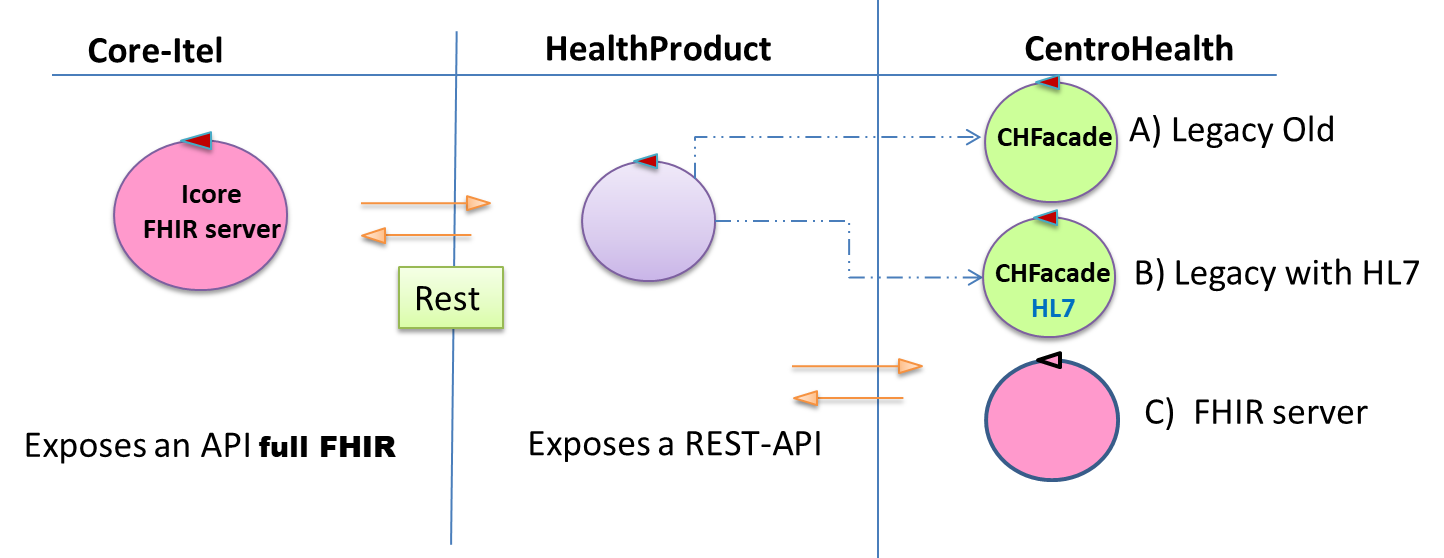 Core-Itel
HealthProduct
CentroHealth
Icore
FHIR server
Rest
CHFacade
A) Legacy Old
CHFacade
HL7
B) Legacy with HL7
C) FHIR server
Exposes an API full FHIR
Exposes a REST-API